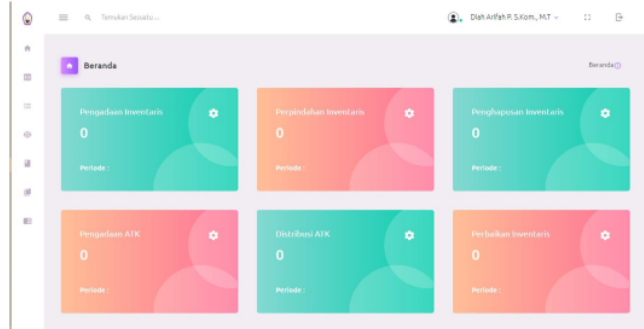 Temukan Sesuatu...
Diah Arifah P. S.Kom., M.T
Beranda
Beranda
Pengadaan Inventaris
0
Periode :
Perpindahan Inventaris
0
Periode :
Penghapusan Inventaris
0
Periode :
Pengadaan ATK
0
Periode :
Distribusi ATK
0
Periode :
Perbaikan Inventaris
0
Periode :